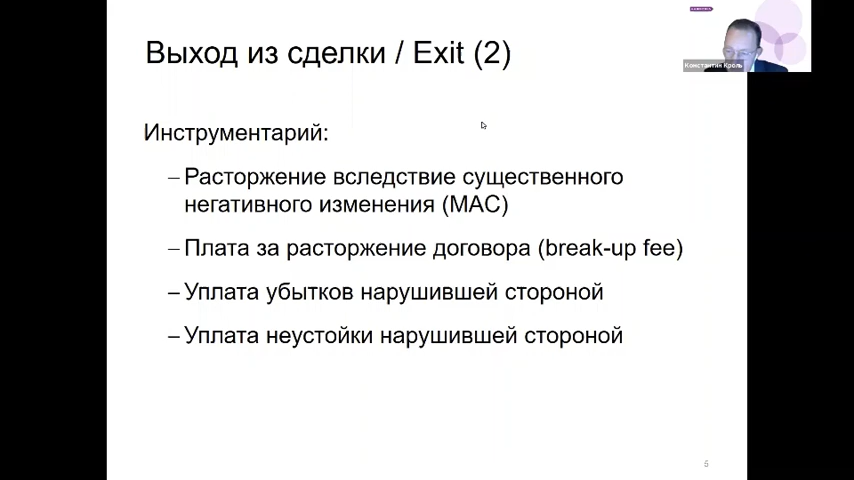 Выход из сделки / Exit (2)
Константин Кроль
Инструментарий:
– Расторжение вследствие существенного
негативного изменения (MAC)
– Плата за расторжение договора (break-up fee)
– Уплата убытков нарушившей стороной
– Уплата неустойки нарушившей стороной
5